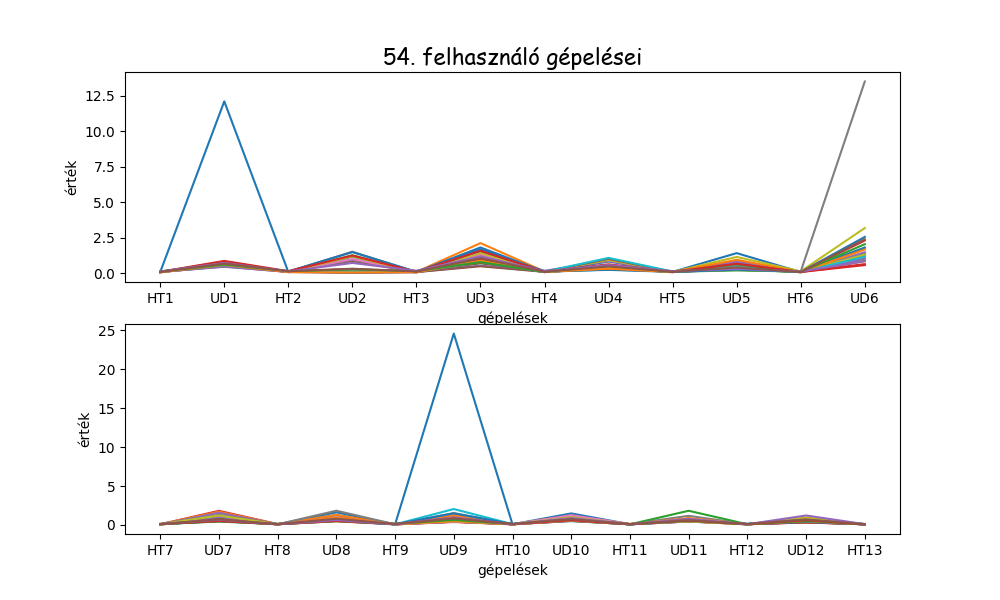 54. felhasználó gépelései
12.5
10.0
7.5
5.0
2.5
0.0
érték
HT1 UD1 HT2 UD2 HT3 UD3 HT4 UD4 HT5 UD5 HT6 UD6
gépelések
25
20
15
10
5
0
érték
HT7 UD7 HT8 UD8 HT9 UD9 HT10 UD10 HT11 UD11 HT12 UD12 HT13
gépelések